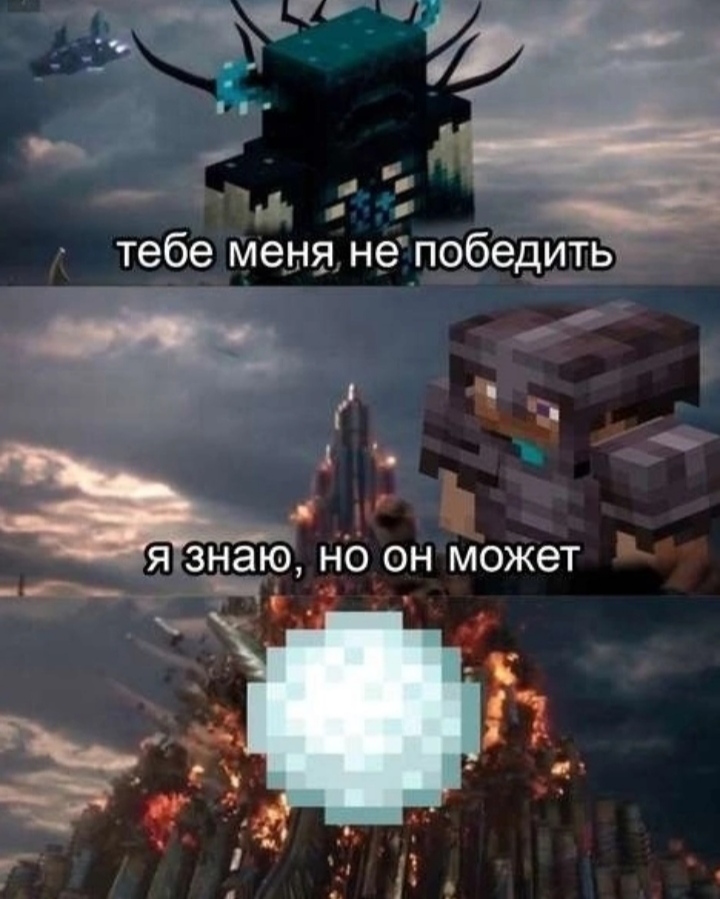 тебе меня не победить
я знаю, но он может